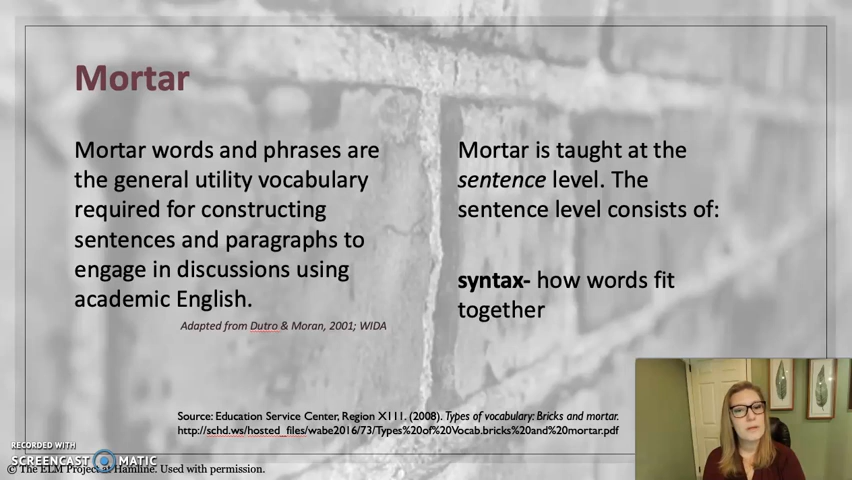 Mortar
Mortar words and phrases are
the general utility vocabulary
required for constructing
sentences and paragraphs to
engage in discussions using
academic English.
Adapted from Dutro & Moran, 2001; WIDA
Mortar is taught at the
sentence level. The
sentence level consists of:
syntax- how words fit
together
Source: Education Service Center, Region X111. (2008). Types of vocabulary: Bricks and mortar.
http://schd.ws/hosted_files/wabe2016/73/Types%20of%20Vocab.bricks%20and%20mortar.pdf
RECORDED WITH
SCREENCAST MATIC
© The ELM Project at Hamline. Used with permission.